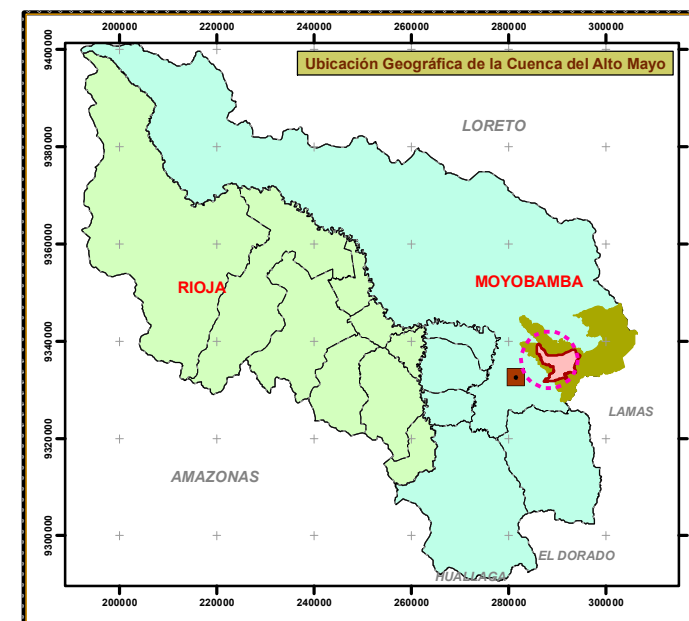 200000 220000 240000 260000 280000 300000
9400000
Ubicación Geográfica de la Cuenca del Alto Mayo
LORETO
9380000
9360000
RIOJA
MOYOBAMBA
9340000
LAMAS
9320000
AMAZONAS
9300000
EL DORADO
HUALLAGA
200000 220000 240000 260000 280000 300000